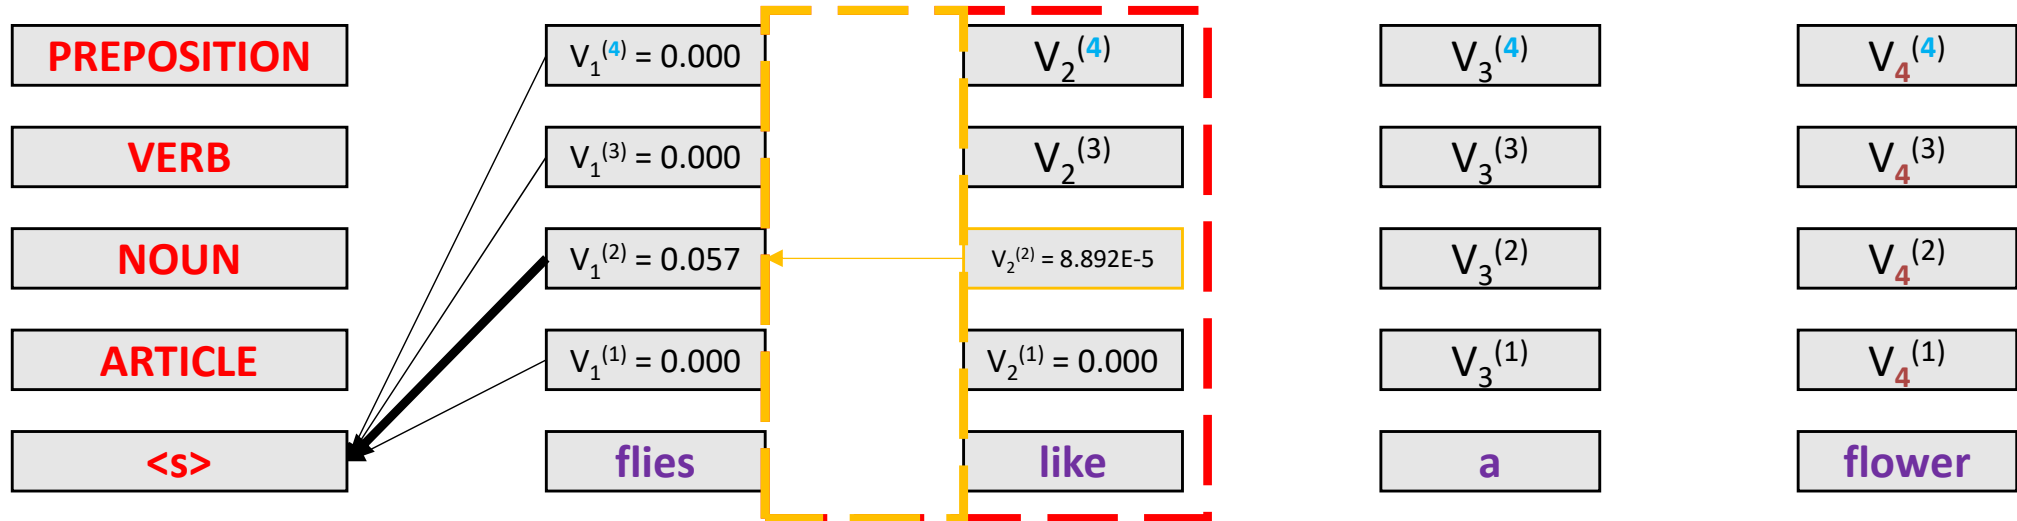 PREPOSITION V₁⁽⁴⁾ = 0.000 V₂⁽⁴⁾ V₃⁽⁴⁾ V₄⁽⁴⁾
VERB V₁⁽³⁾ = 0.000 V₂⁽³⁾ V₃⁽³⁾ V₄⁽³⁾
NOUN V₁⁽²⁾ = 0.057 V₂⁽²⁾ = 8.892E-5 V₃⁽²⁾ V₄⁽²⁾
ARTICLE V₁⁽¹⁾ = 0.000 V₂⁽¹⁾ = 0.000 V₃⁽¹⁾ V₄⁽¹⁾
<s> flies like a flower